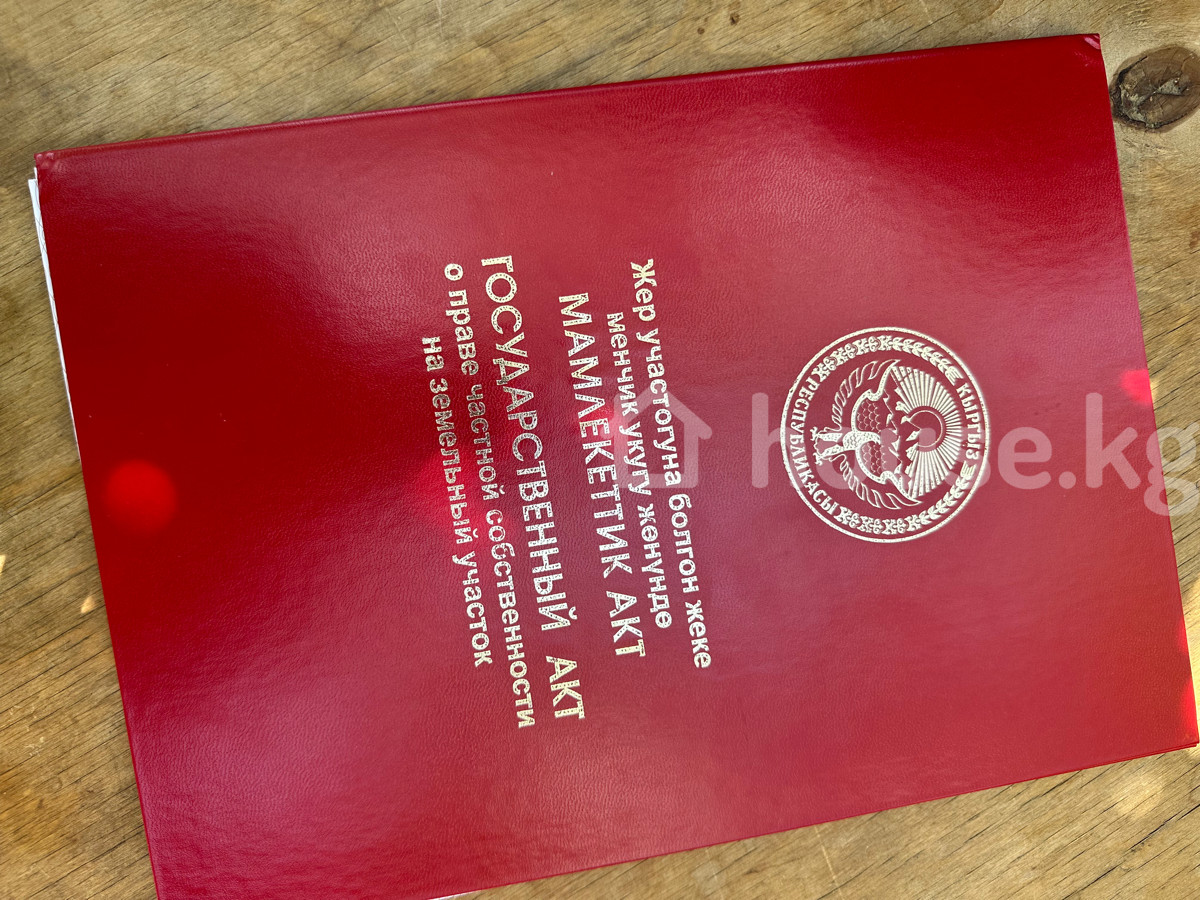 КЫРГЫЗ
РЕСПУБЛИКАСЫ
Жер участогуна болгон жеке
менчик укугу жөнүндө
МАМЛЕКЕТТИК АКТ
ГОСУДАРСТВЕННЫЙ АКТ
о праве частной собственности
на земельный участок
house.kg